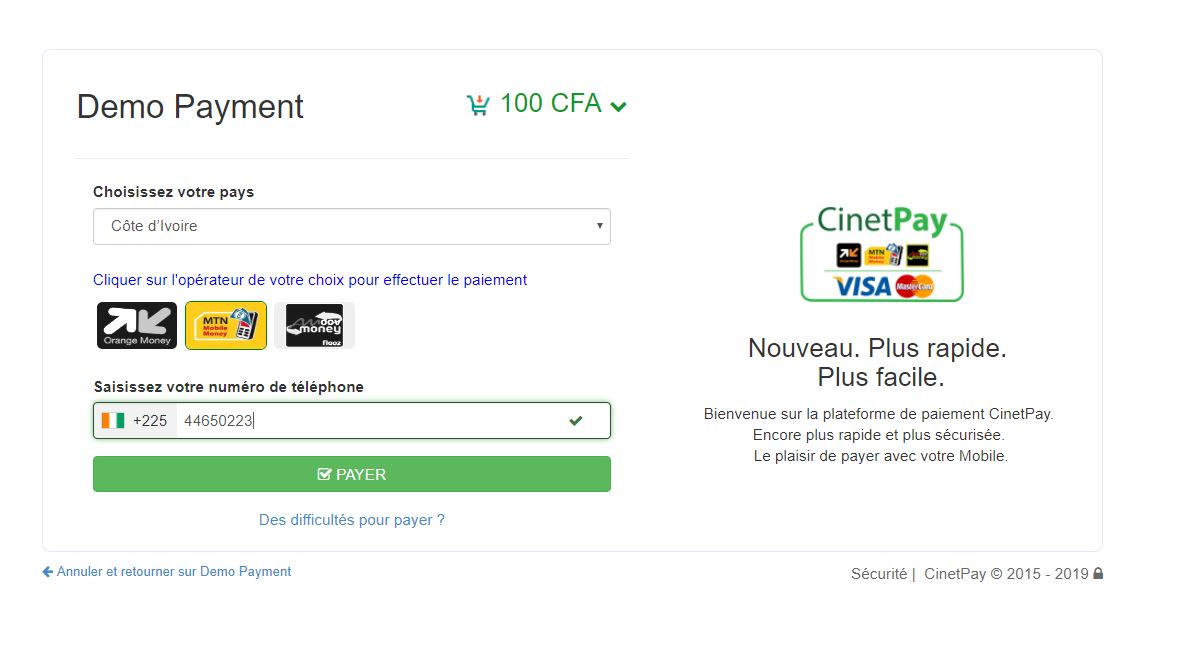 Demo Payment
100 CFA
Choisissez votre pays
Côte d'Ivoire
Cliquer sur l'opérateur de votre choix pour effectuer le paiement
Orange Money
MTN
Mobile
Money
moov
money
flooz
Saisissez votre numéro de téléphone
+225 44650223
PAYER
Des difficultés pour payer ?
CinetPay
MTN
Mobile
Money
VISA MasterCard
Nouveau. Plus rapide.
Plus facile.
Bienvenue sur la plateforme de paiement CinetPay.
Encore plus rapide et plus sécurisée.
Le plaisir de payer avec votre Mobile.
Annuler et retourner sur Demo Payment
Sécurité | CinetPay © 2015 - 2019